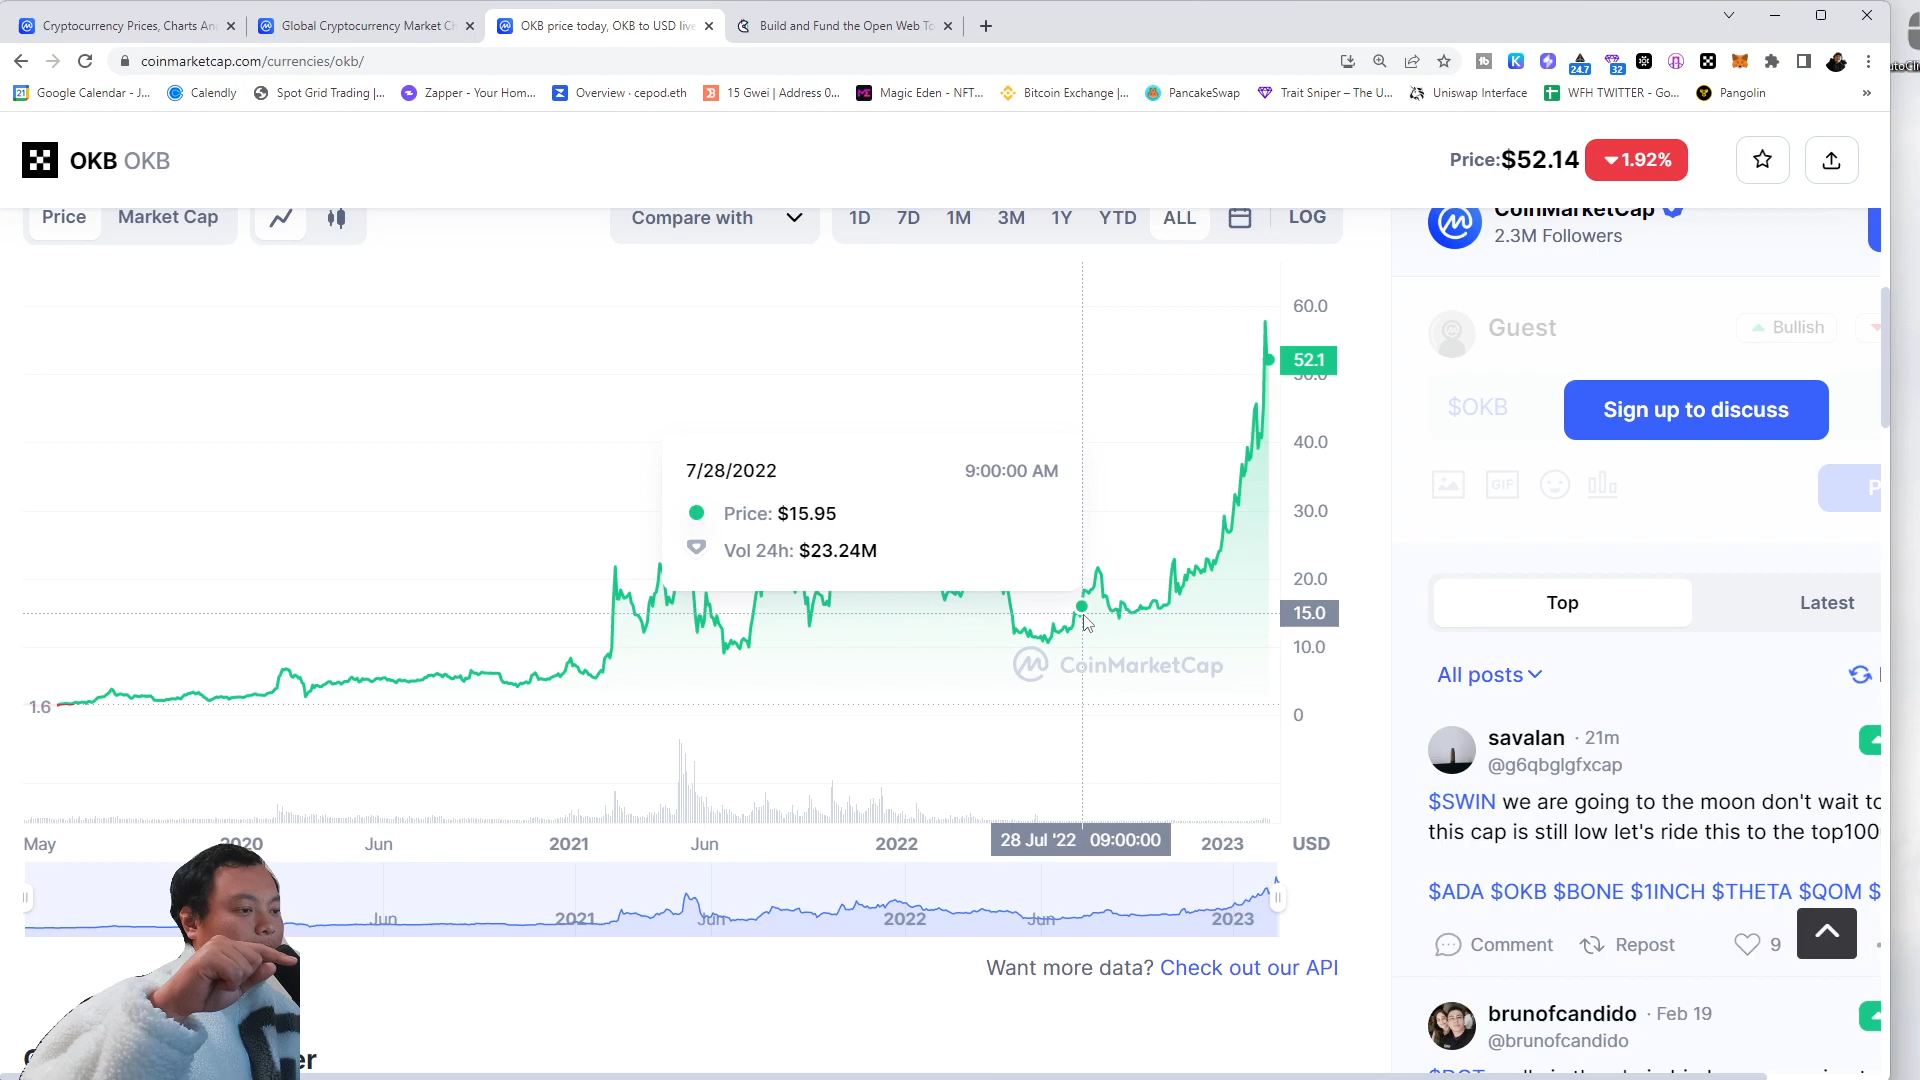 Cryptocurrency Prices, Charts An
Global Cryptocurrency Market Ch
OKB price today, OKB to USD live
Build and Fund the Open Web To
coinmarketcap.com/currencies/okb/
24.7
32
Google Calendar - J...
Calendly
Spot Grid Trading |...
Zapper - Your Hom...
Overview · cepod.eth
15 Gwei | Address 0...
Magic Eden - NFT...
Bitcoin Exchange |...
PancakeSwap
Trait Sniper – The U...
Uniswap Interface
WFH TWITTER - Go...
Pangolin
OKB OKB
Price:$52.14
1.92%
Price
Market Cap
Compare with
1D 7D 1M 3M 1Y YTD ALL
LOG
CoinMarketCap
2.3M Followers
60.0
52.1
50.0
40.0
30.0
20.0
15.0
10.0
0
1.6
7/28/2022 9:00:00 AM
Price: $15.95
Vol 24h: $23.24M
CoinMarketCap
May 2020 Jun 2021 Jun 2022
28 Jul '22 09:00:00
2023 USD
Jun 2021 Jun 2022 Jun 2023
Want more data? Check out our API
Guest
Bullish
$OKB
Sign up to discuss
GIF
P
Top
Latest
All posts
savalan · 21m
@g6qbglgfxcap
$SWIN we are going to the moon don't wait to
this cap is still low let's ride this to the top100
$ADA $OKB $BONE $1INCH $THETA $QOM $
Comment
Repost
9
brunofcandido · Feb 19
@brunofcandido